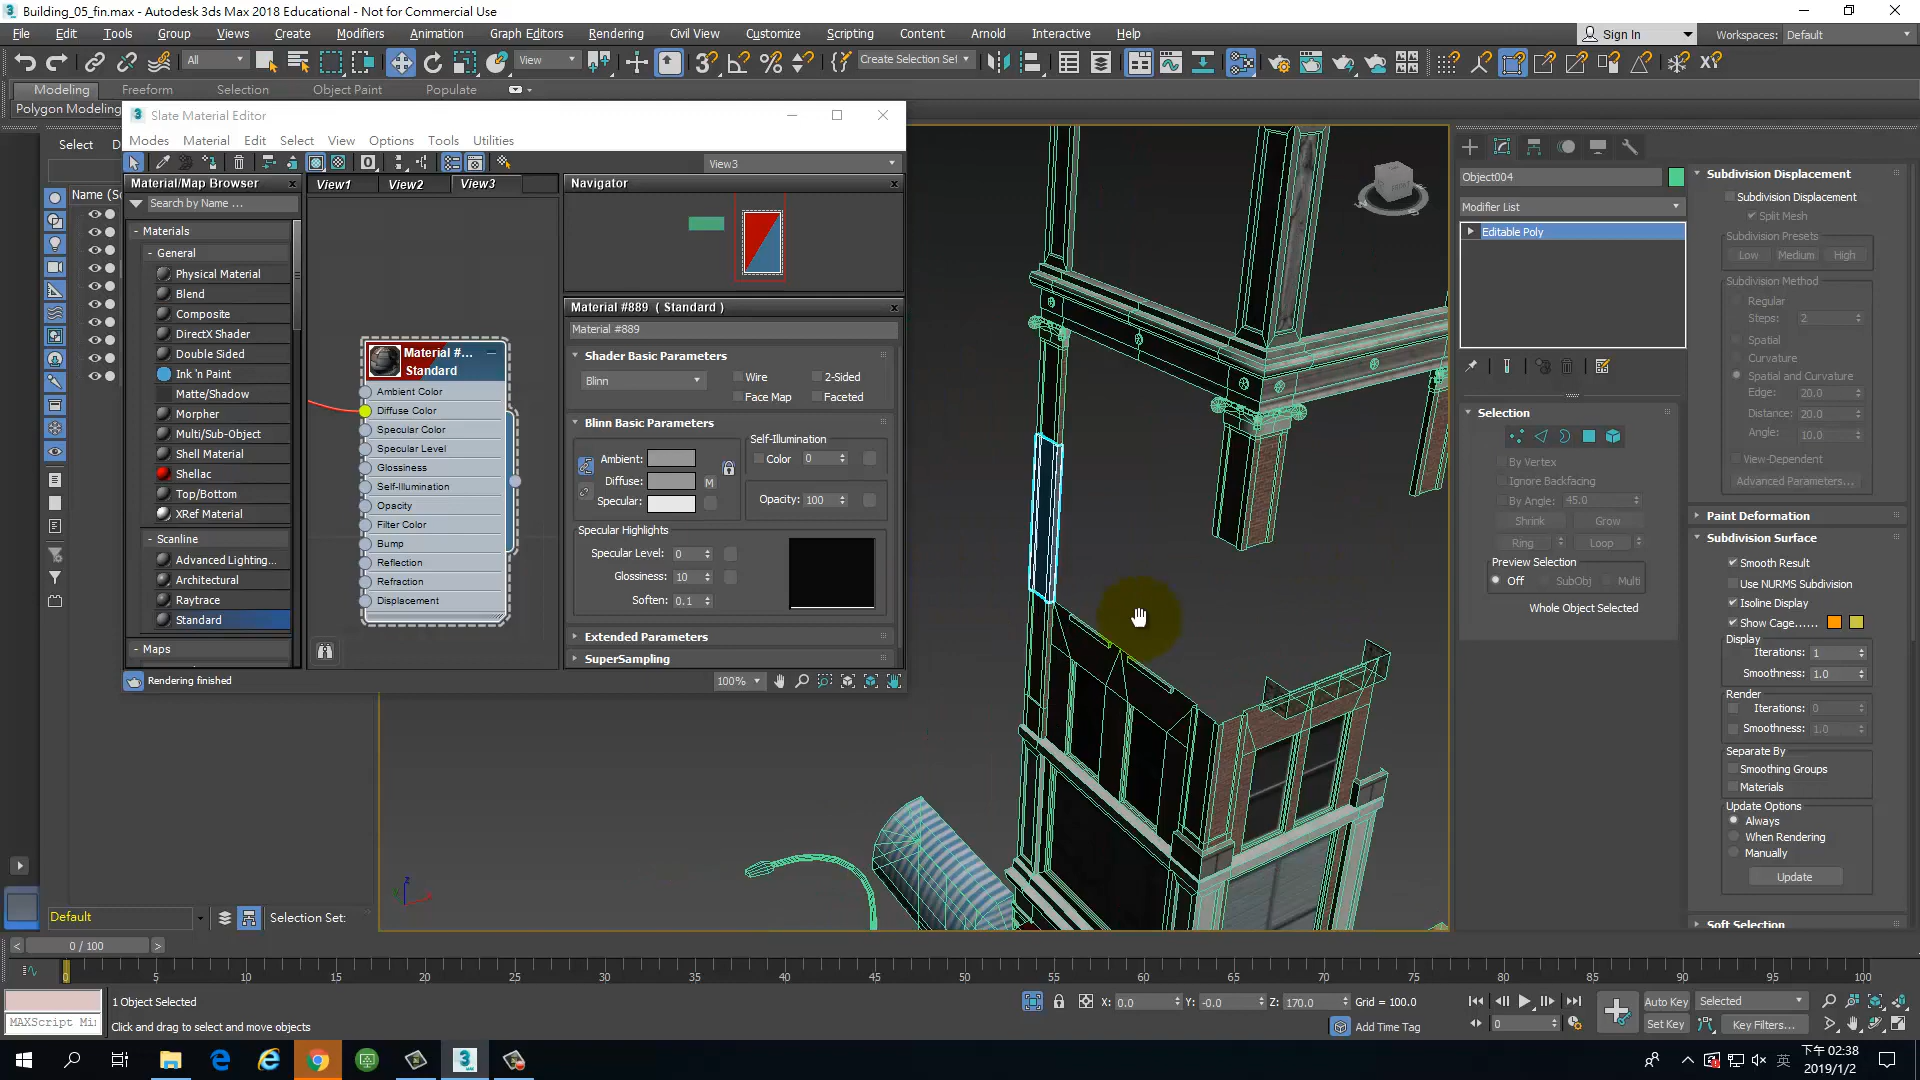 Building_05_fin.max - Autodesk 3ds Max 2018 Educational - Not for Commercial Use
File Edit Tools Group Views Create Modifiers Animation Graph Editors Rendering Civil View Customize Scripting Content Arnold Interactive Help
Sign In Workspaces: Default
All View Create Selection Set
Modeling Freeform Selection Object Paint Populate
Polygon Modeling
Slate Material Editor
Select
Modes Material Edit Select View Options Tools Utilities
View3
Material/Map Browser
View1 View2 View3
Navigator
Name (So
Search by Name ...
- Materials
- General
Physical Material
Blend
Composite
DirectX Shader
Double Sided
Ink 'n Paint
Matte/Shadow
Morpher
Multi/Sub-Object
Shell Material
Shellac
Top/Bottom
XRef Material
- Scanline
Advanced Lighting...
Architectural
Raytrace
Standard
- Maps
Material #...
Standard
Ambient Color
Diffuse Color
Specular Color
Specular Level
Glossiness
Self-Illumination
Opacity
Filter Color
Bump
Reflection
Refraction
Displacement
Material #889 ( Standard )
Material #889
Shader Basic Parameters
Blinn Wire 2-Sided
Face Map Faceted
Blinn Basic Parameters
Self-Illumination
Ambient: Color 0
Diffuse: M
Specular: Opacity: 100
Specular Highlights
Specular Level: 0
Glossiness: 10
Soften: 0.1
Extended Parameters
SuperSampling
Rendering finished
100%
FRONT
Object004
Modifier List
Editable Poly
Selection
By Vertex
Ignore Backfacing
By Angle: 45.0
Shrink Grow
Ring Loop
Preview Selection
Off SubObj Multi
Whole Object Selected
Subdivision Displacement
Subdivision Displacement
Split Mesh
Subdivision Presets
Low Medium High
Subdivision Method
Regular
Steps: 2
Spatial
Curvature
Spatial and Curvature
Edge: 20.0
Distance: 20.0
Angle: 10.0
View-Dependent
Advanced Parameters...
Paint Deformation
Subdivision Surface
Smooth Result
Use NURMS Subdivision
Isoline Display
Show Cage......
Display
Iterations: 1
Smoothness: 1.0
Render
Iterations: 0
Smoothness: 1.0
Separate By
Smoothing Groups
Materials
Update Options
Always
When Rendering
Manually
Update
Soft Selection
z
Default Selection Set:
< 0 / 100 >
0 5 10 15 20 25 30 35 40 45 50 55 60 65 70 75 80 85 90 95 100
1 Object Selected
X: 0.0 Y: -0.0 Z: 170.0 Grid = 100.0
Auto Key Selected
MAXScript Mi
Click and drag to select and move objects
Add Time Tag
0
Set Key Key Filters...
英
下午 02:38
2019/1/2